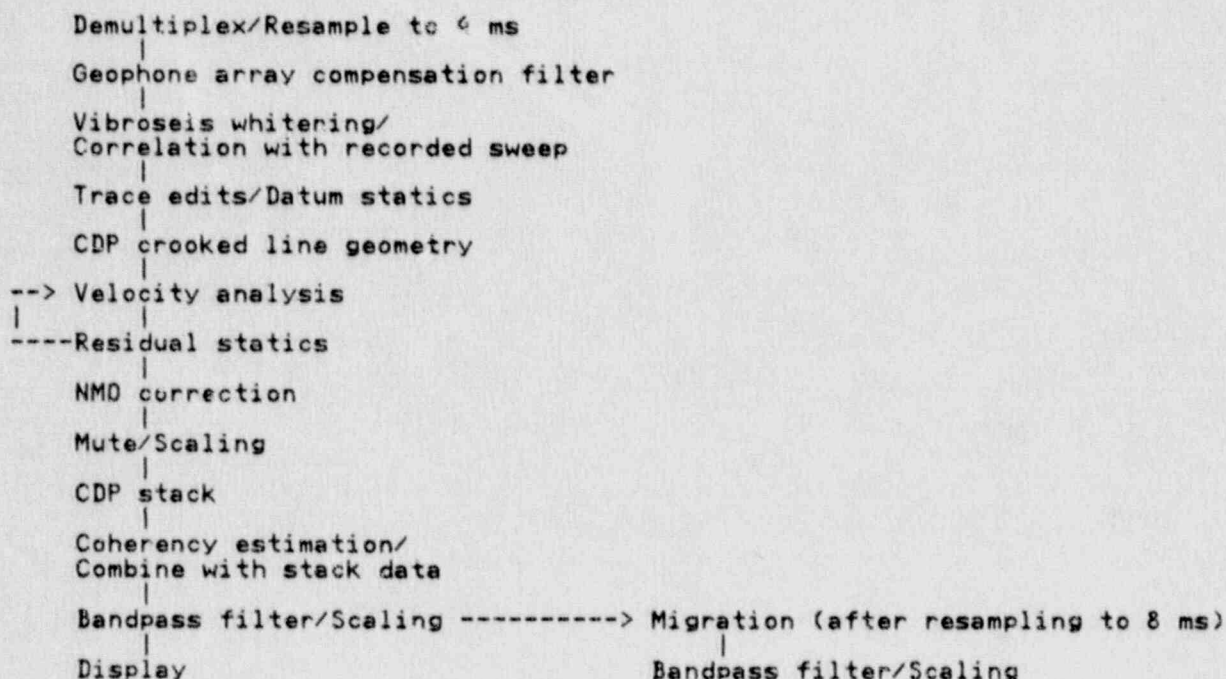 Demultiplex/Resample to ms
Geophone array compensation filter
Vibroseis whitering/
Correlation with recorded sweep
Trace edits/Datum statics
CDP crooked line geometry
--> Velocity analysis
----Residual statics
NMO correction
Mute/Scaling
CDP stack
Coherency estimation/
Combine with stack data
Bandpass filter/Scaling ----------> Migration (after resampling to 8 ms)
Display Bandpass filter/Scaling